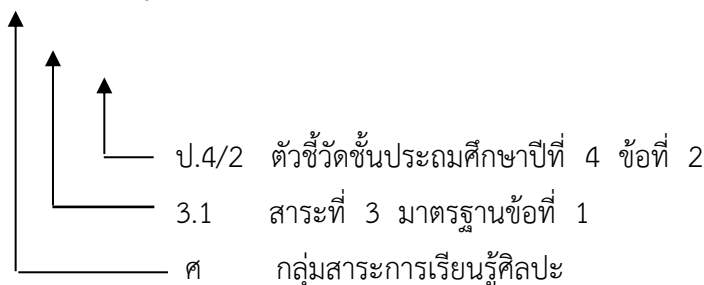 ป.4/2 ตัวชี้วัดชั้นประถมศึกษาปีที่ 4 ข้อที่ 2
3.1 สาระที่ 3 มาตรฐานข้อที่ 1
ศ กลุ่มสาระการเรียนรู้ศิลปะ